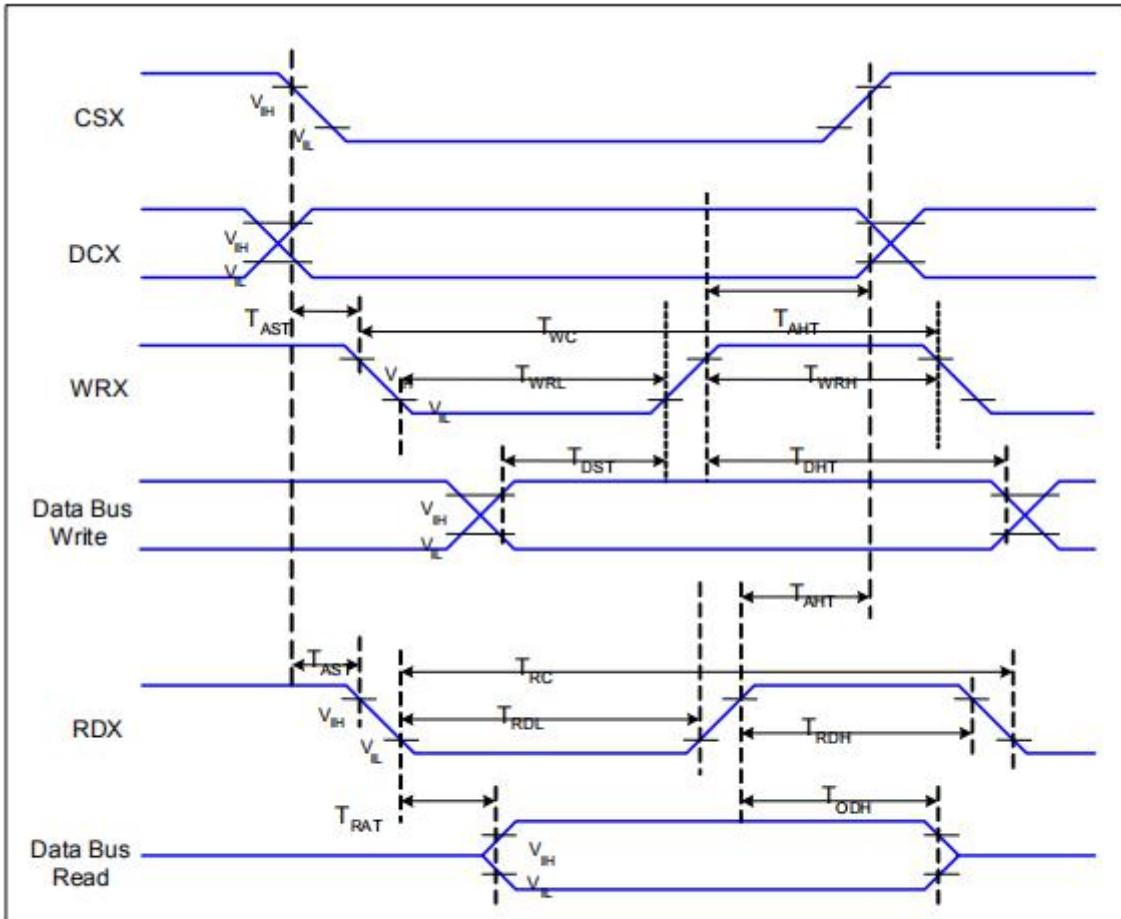 CSX
VIH
VIL
DCX
VIH
VIL
TAST
TWC
TAHT
WRX
VIH
VIL
TWRL
TWRH
TDST
TDHT
Data Bus
Write
VIH
VIL
TAHT
TAST
TRC
RDX
VIH
VIL
TRDL
TRDH
TRAT
TODH
Data Bus
Read
VIH
VIL